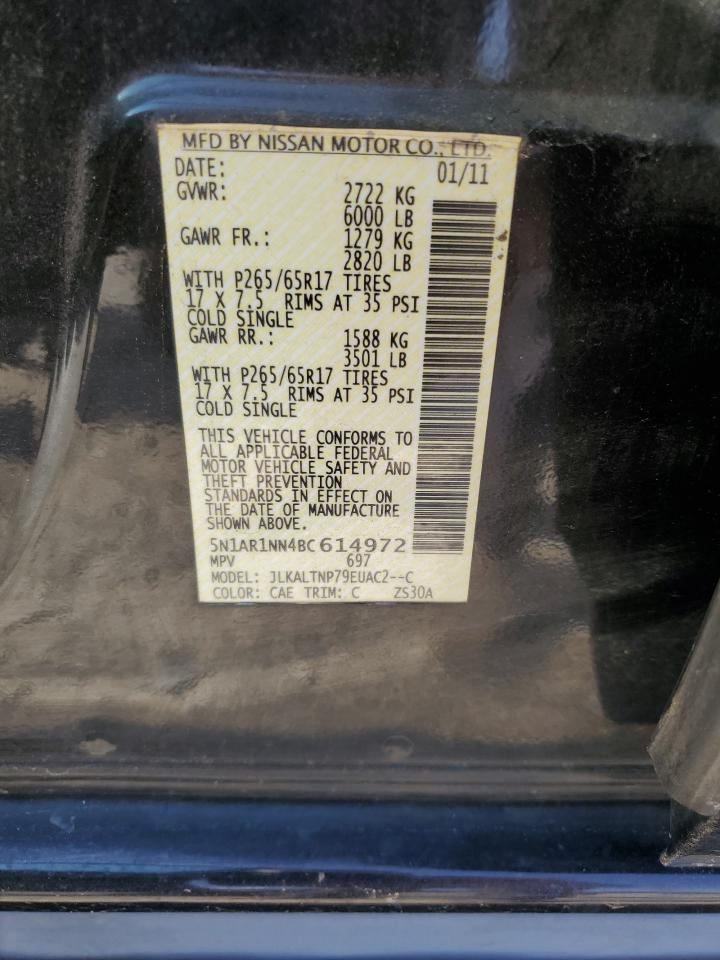 MFD BY NISSAN MOTOR CO., LTD.
DATE: 01/11
GVWR: 2722 KG
6000 LB
GAWR FR.: 1279 KG
2820 LB
WITH P265/65R17 TIRES
17 X 7.5 RIMS AT 35 PSI
COLD SINGLE
GAWR RR.: 1588 KG
3501 LB
WITH P265/65R17 TIRES
17 X 7.5 RIMS AT 35 PSI
COLD SINGLE
THIS VEHICLE CONFORMS TO
ALL APPLICABLE FEDERAL
MOTOR VEHICLE SAFETY AND
THEFT PREVENTION
STANDARDS IN EFFECT ON
THE DATE OF MANUFACTURE
SHOWN ABOVE.
5N1AR1NN4BC614972
MPV 697
MODEL: JLKALTNP79EUAC2--C
COLOR: CAE TRIM: C ZS30A